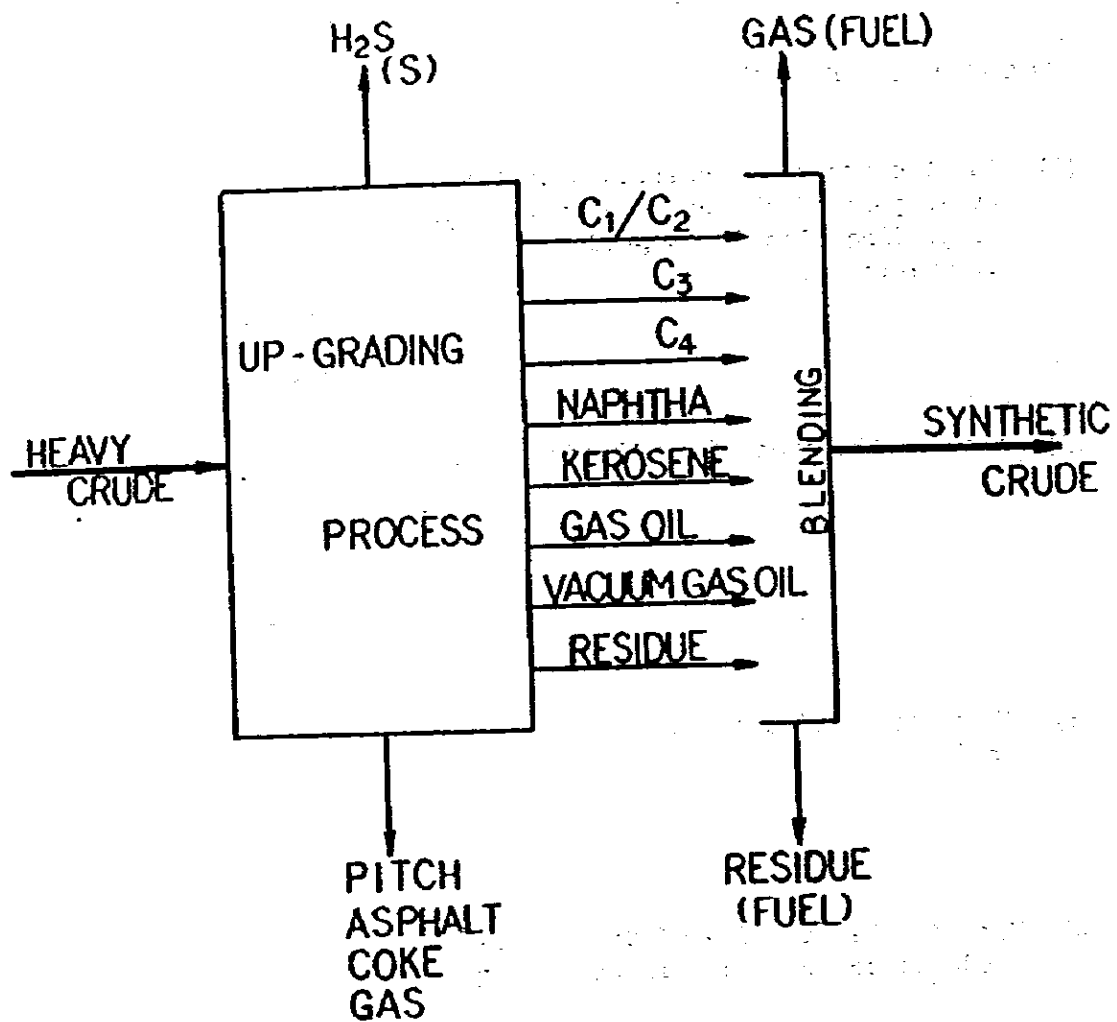 H₂S
(S)
GAS (FUEL)
C₁/C₂
C₃
C₄
UP-GRADING
PROCESS
NAPHTHA
KEROSENE
GAS OIL
VACUUM GAS OIL
RESIDUE
HEAVY
CRUDE
BLENDING
SYNTHETIC
CRUDE
PITCH
ASPHALT
COKE
GAS
RESIDUE
(FUEL)